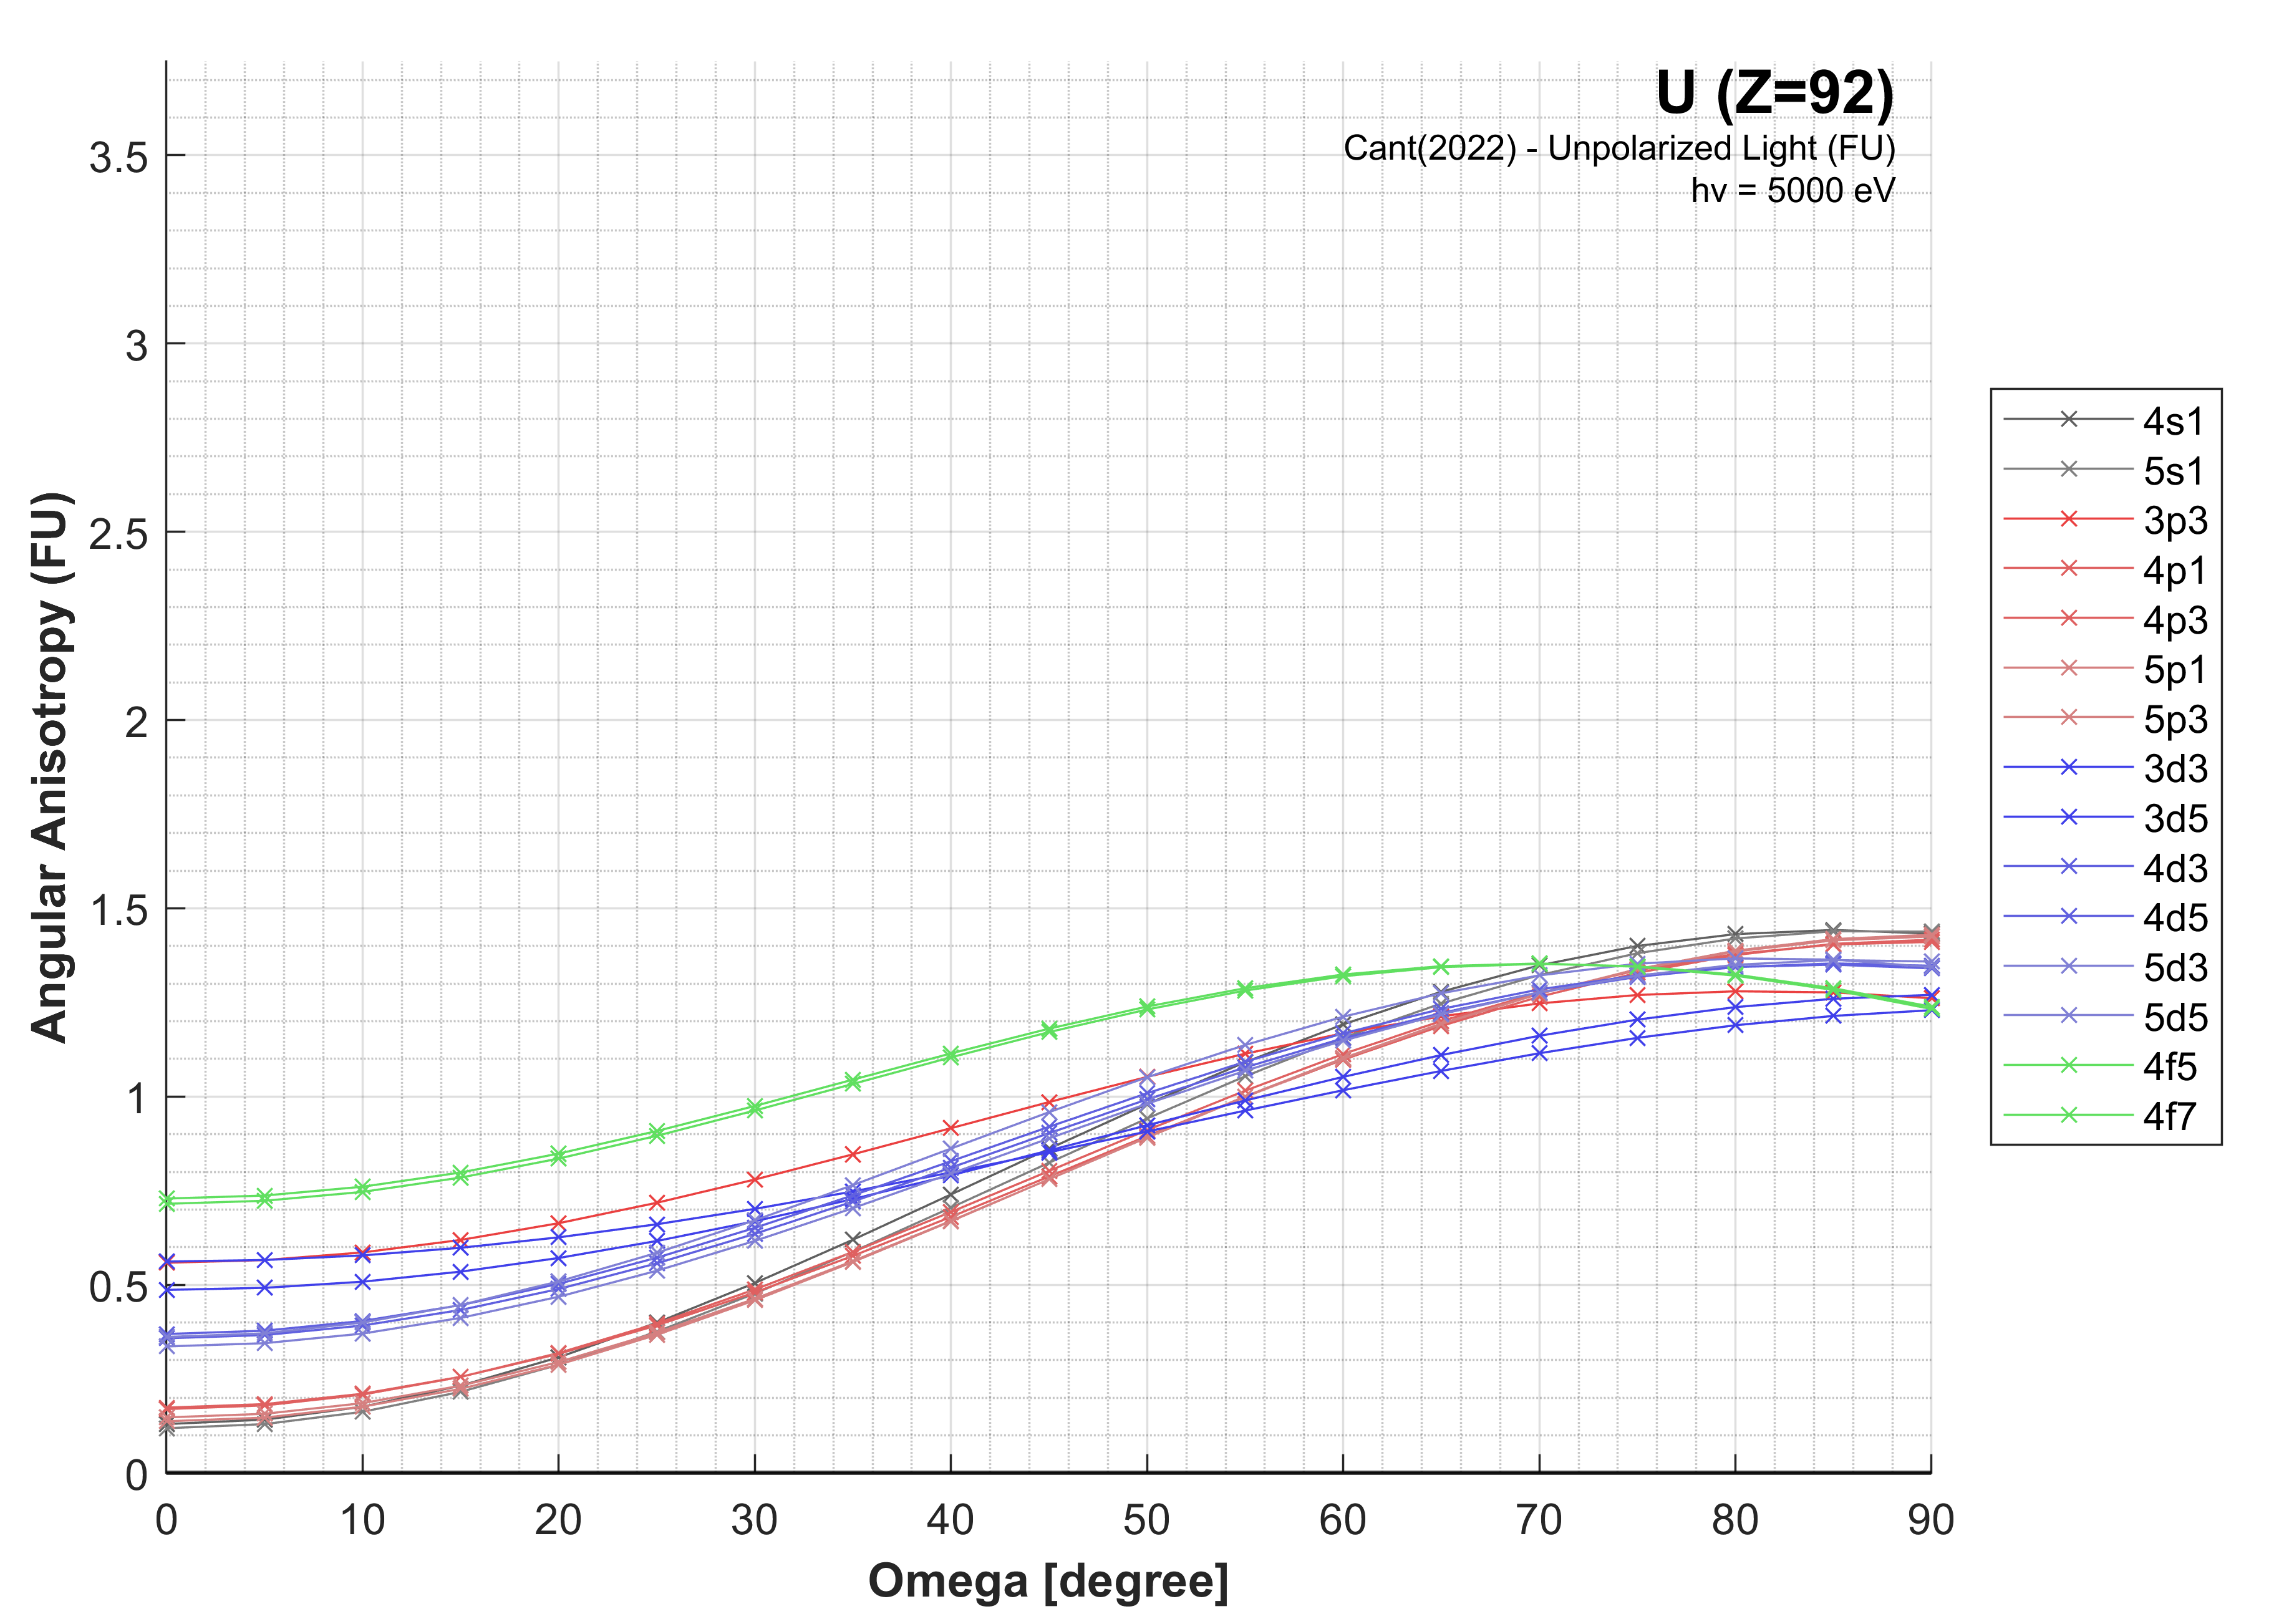 U (Z=92)
Cant(2022) - Unpolarized Light (FU)
hv = 5000 eV
Angular Anisotropy (FU)
3.5
3
2.5
2
1.5
1
0.5
0
0 10 20 30 40 50 60 70 80 90
Omega [degree]
4s1
5s1
3p3
4p1
4p3
5p1
5p3
3d3
3d5
4d3
4d5
5d3
5d5
4f5
4f7